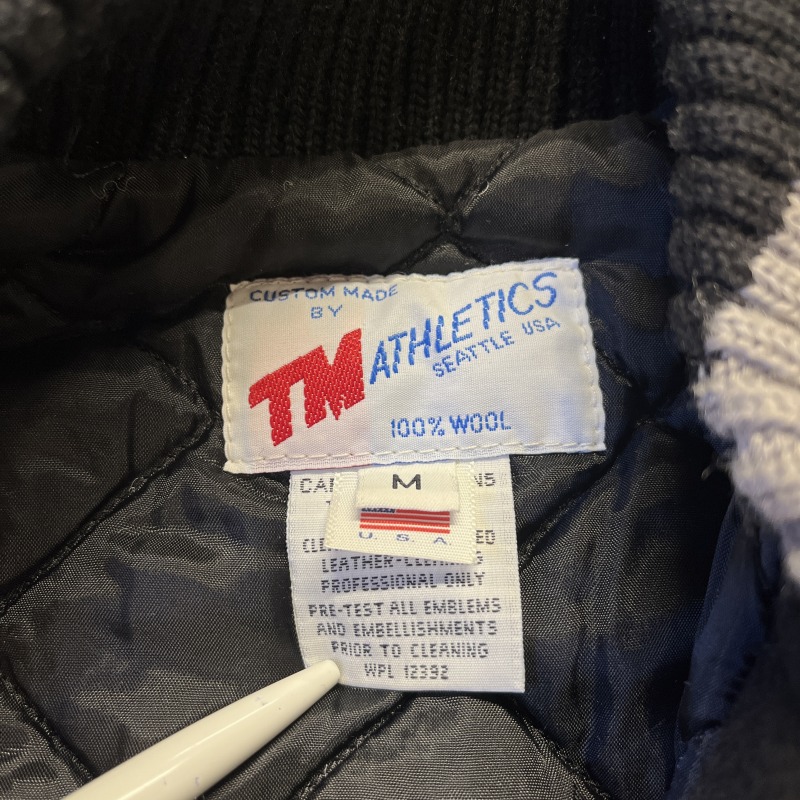 CUSTOM MADE
BY
TM ATHLETICS
SEATTLE USA
100% WOOL
M
U. S. A.
LEATHER-CLEANING
PROFESSIONAL ONLY
PRE-TEST ALL EMBLEMS
AND EMBELLISHMENTS
PRIOR TO CLEANING
WPL 12392